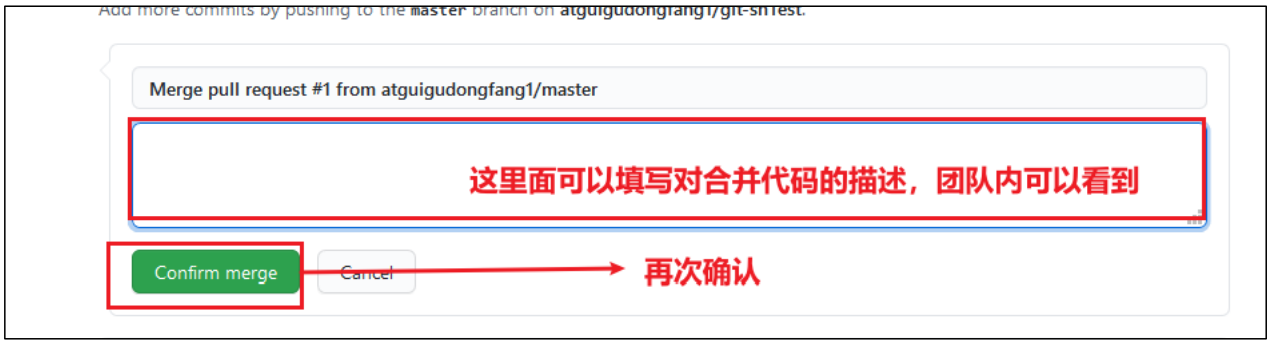 Add more commits by pushing to the master branch on atguigudongfang1/git-shTest.
Merge pull request #1 from atguigudongfang1/master
这里面可以填写对合并代码的描述，团队内可以看到
Confirm merge
Cancel
再次确认